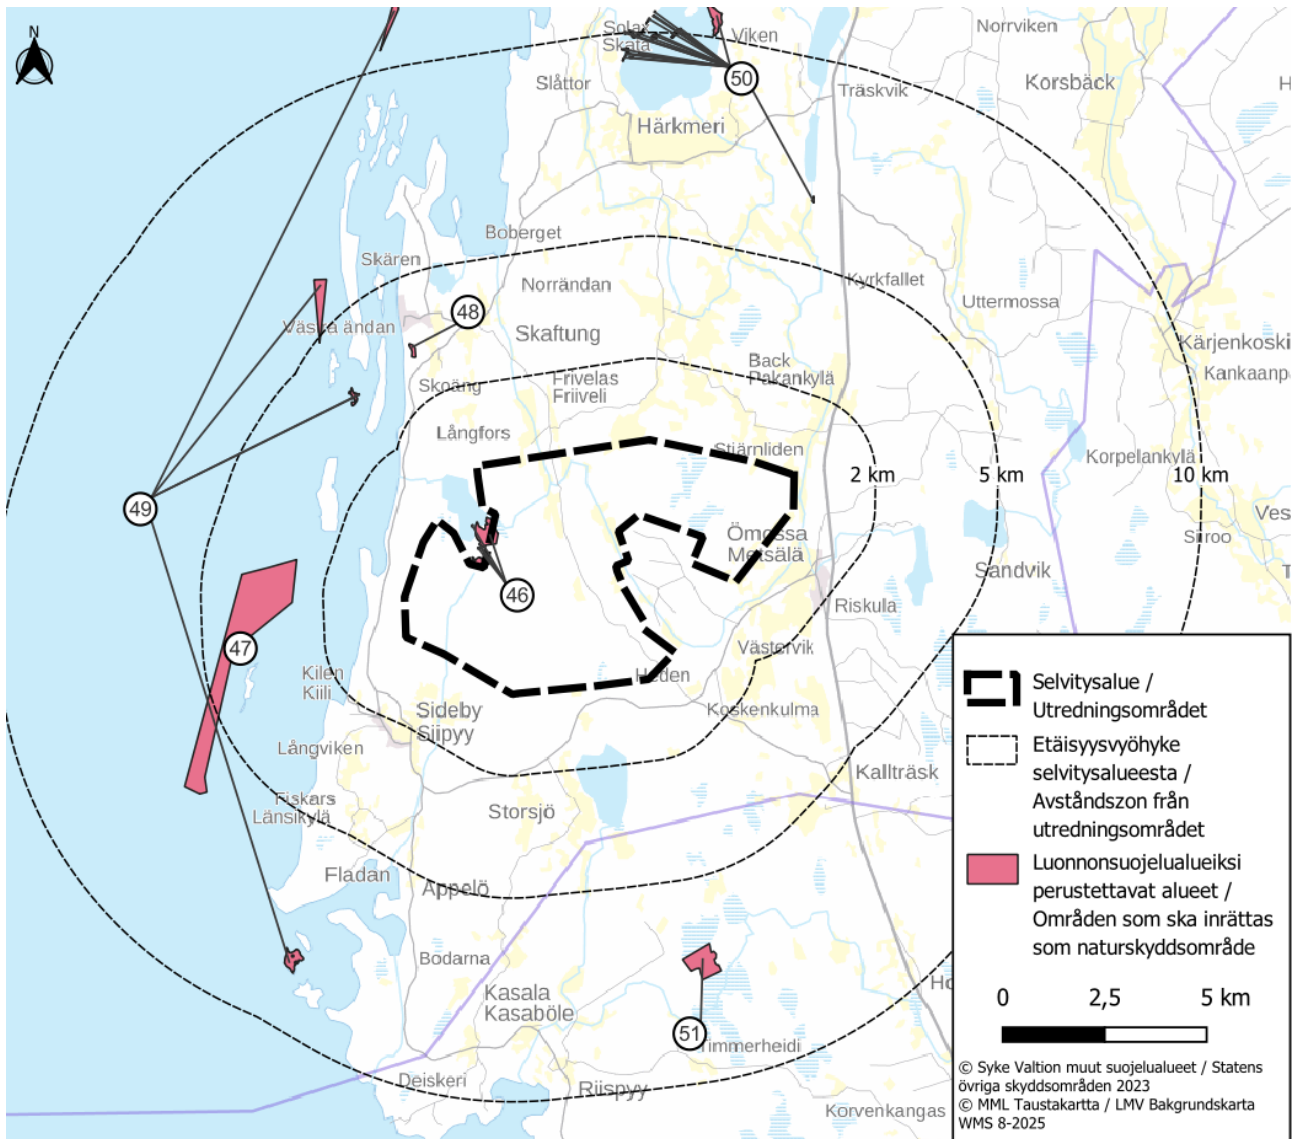 N
Solax
Skata
Viken
Norrviken
50
Slåttor
Träskvik
Korsbäck
H
Härkmeri
Boberget
Skären
Norrändan
Kyrkfallet
Uttermossa
48
Västra ändan
Skaftung
Kärjenkoski
Kankaanp
Back
Pakankylä
Skoäng
Frivelas
Friiveli
Långfors
Stjärnliden
Korpelankylä
2 km
5 km
10 km
49
Ves
Ömossa
Metsälä
Siiroo
Sandvik
T
46
Riskula
47
Västervik
Kilen
Kiili
Heden
Sideby
Siipyy
Koskenkulma
Långviken
Kallträsk
Fiskars
Länsikylä
Storsjö
Fladan
Appelö
Bodarna
Kasala
Kasaböle
Ho
51
Timmerheidi
Deiskeri
Riispyy
Korvenkangas
Selvitysalue /
Utredningsområdet
Etäisyysvyöhyke
selvitysalueesta /
Avståndszon från
utredningsområdet
Luonnonsuojelualueiksi
perustettavat alueet /
Områden som ska inrättas
som naturskyddsområde
0 2,5 5 km
© Syke Valtion muut suojelualueet / Statens
övriga skyddsområden 2023
© MML Taustakartta / LMV Bakgrundskarta
WMS 8-2025